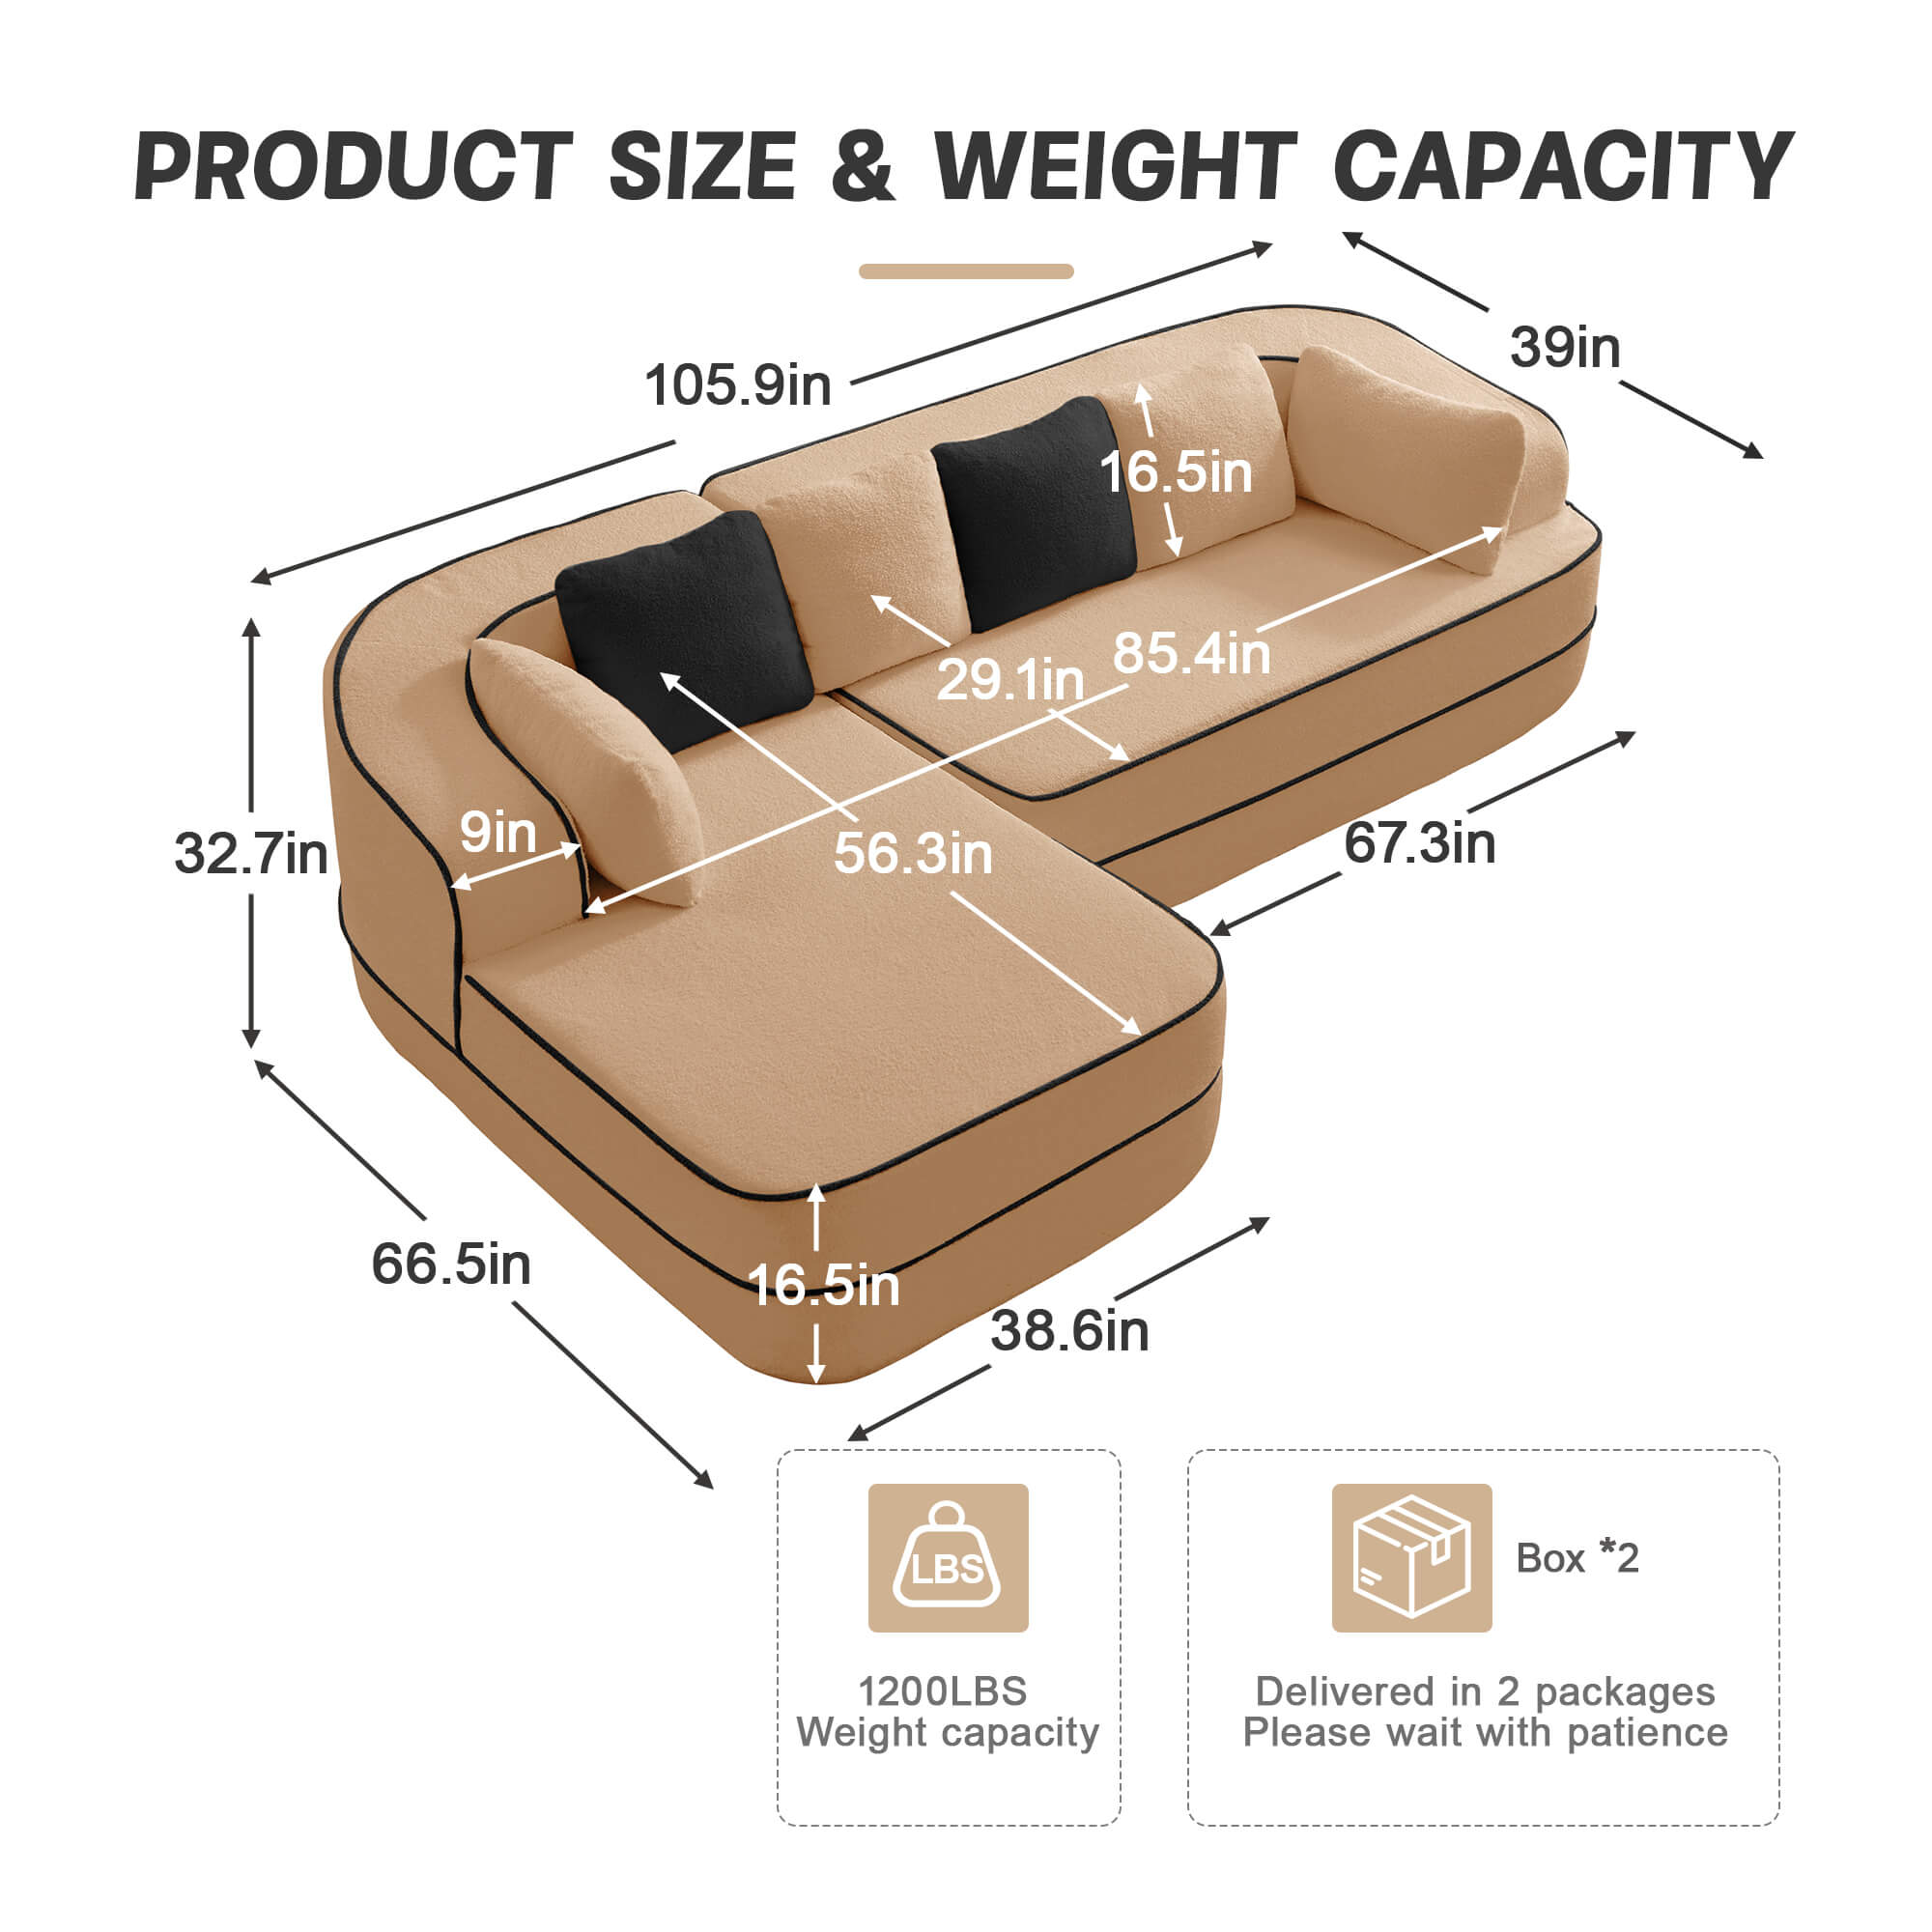 PRODUCT SIZE & WEIGHT CAPACITY
105.9in
39in
16.5in
85.4in
29.1in
9in
56.3in
32.7in
67.3in
66.5in
16.5in
38.6in
LBS
1200LBS
Weight capacity
Box *2
Delivered in 2 packages
Please wait with patience